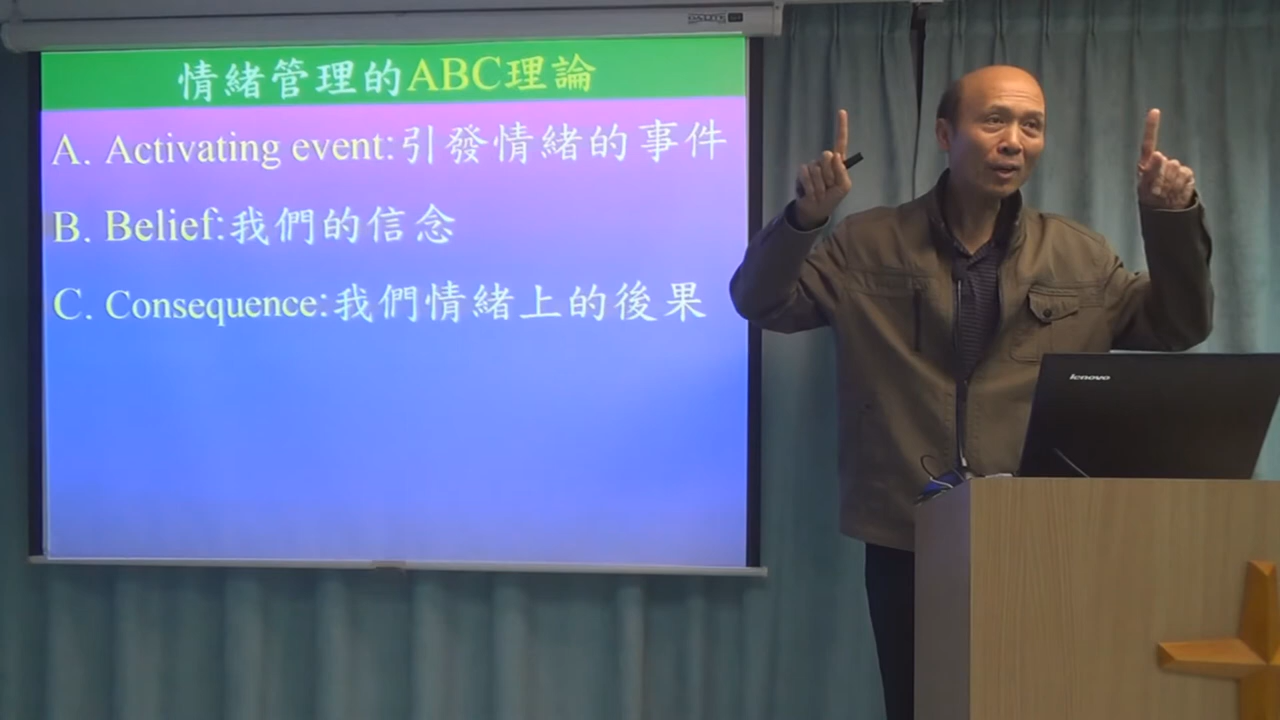 情緒管理的ABC理論
A. Activating event:引發情緒的事件
B. Belief:我們的信念
C. Consequence:我們情緒上的後果
lenovo